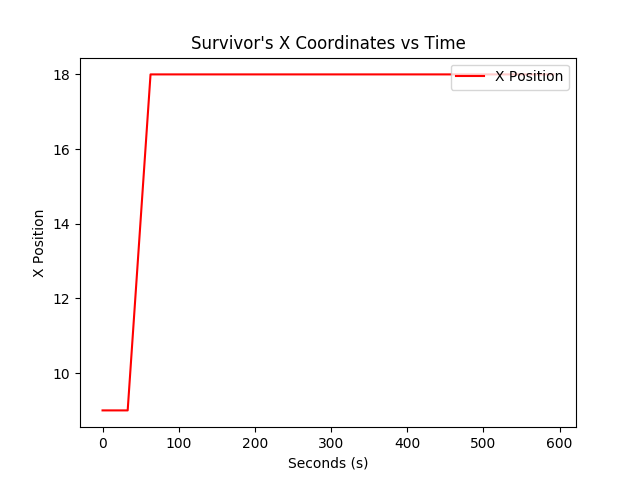 Survivor's X Coordinates vs Time
X Position
18
16
14
12
10
X Position
0 100 200 300 400 500 600
Seconds (s)